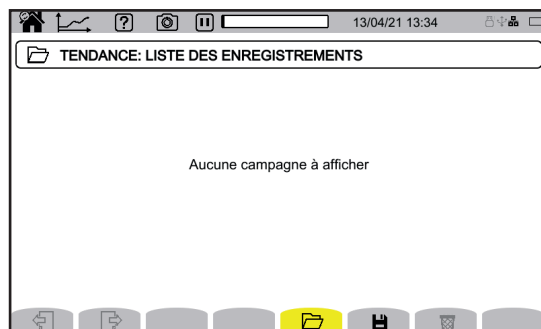 13/04/21 13:34
TENDANCE: LISTE DES ENREGISTREMENTS
Aucune campagne à afficher